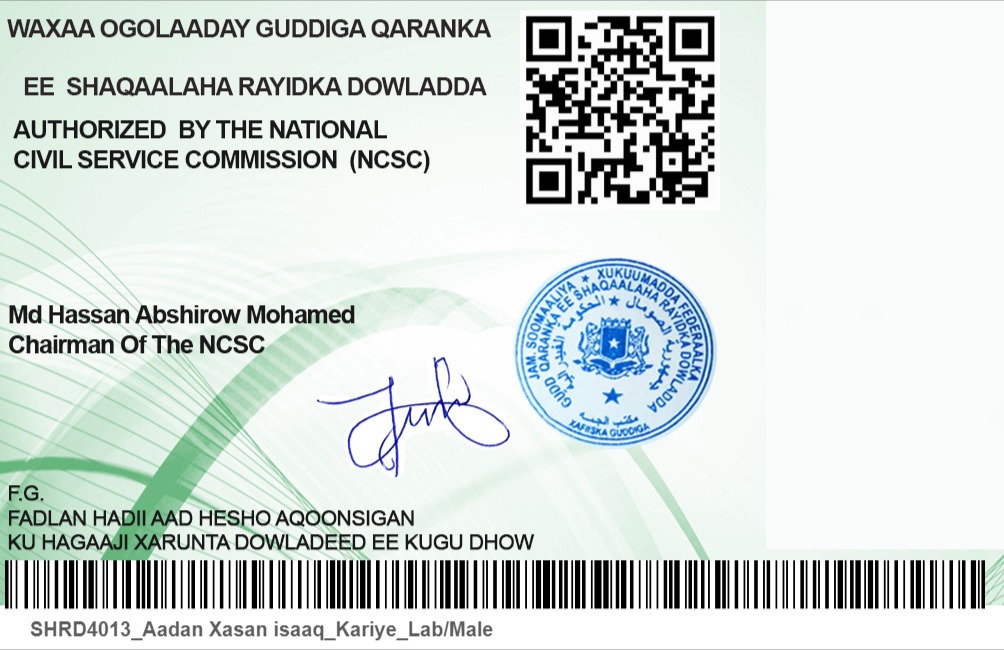 WAXAA OGOLAADAY GUDDIGA QARANKA
EE SHAQAALAHA RAYIDKA DOWLADDA
AUTHORIZED BY THE NATIONAL
CIVIL SERVICE COMMISSION (NCSC)
Md Hassan Abshirow Mohamed
Chairman Of The NCSC
JAM. SOOMAALIYA ★ XUKUUMADDA FEDERAALKA
GUDD QARANKA EE SHAQAALAHA RAYIDKA DOWLADDA
XAFIISKA GUDDIGA
F.G.
FADLAN HADII AAD HESHO AQOONSIGAN
KU HAGAAJI XARUNTA DOWLADEED EE KUGU DHOW
SHRD4013_Aadan Xasan isaaq_Kariye_Lab/Male